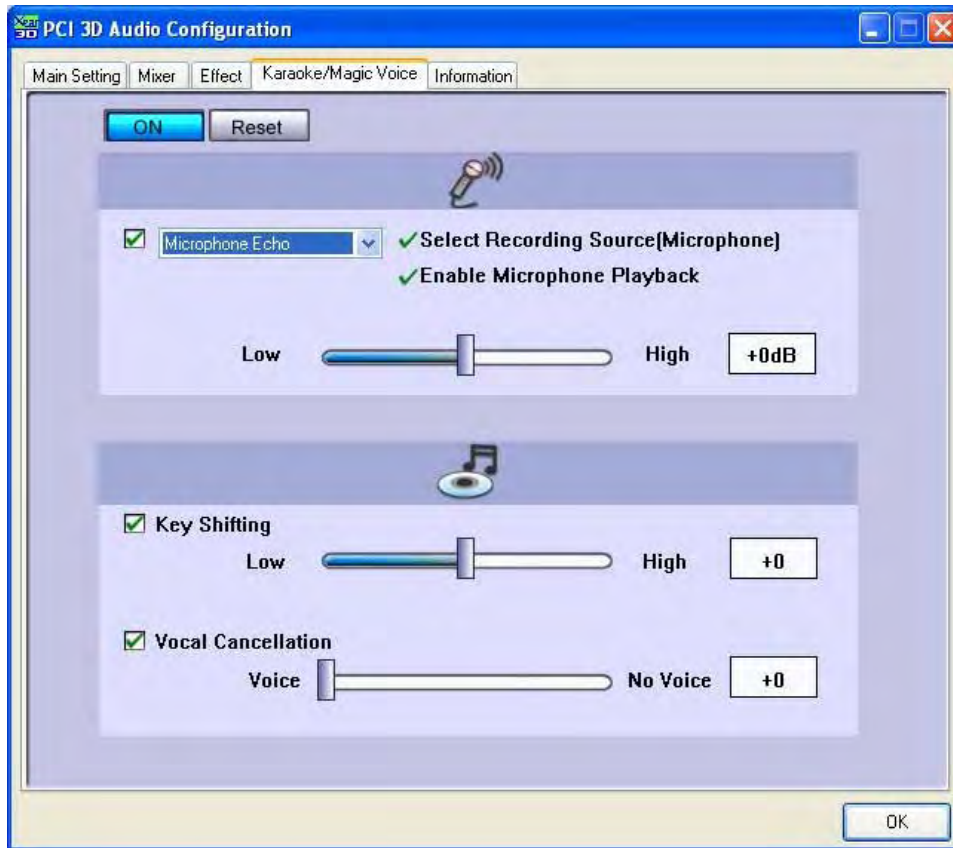 Xear 3D PCI 3D Audio Configuration
Main Setting Mixer Effect Karaoke/Magic Voice Information
ON Reset
Microphone Echo Select Recording Source(Microphone)
Enable Microphone Playback
Low High +0dB
Key Shifting
Low High +0
Vocal Cancellation
Voice No Voice +0
OK